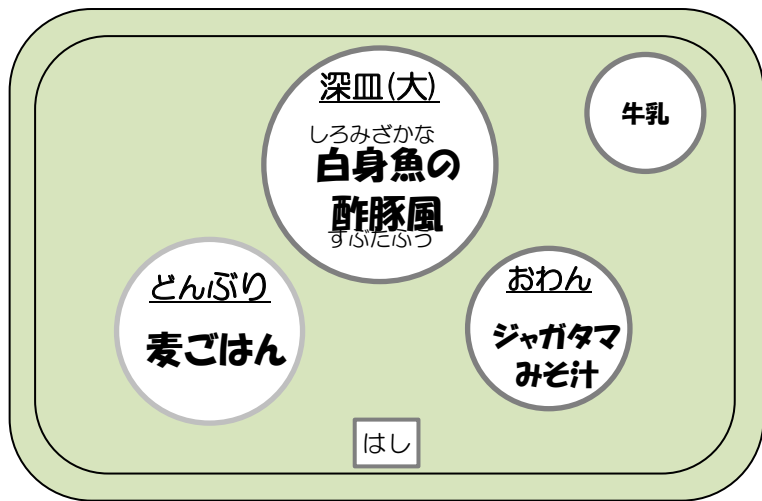 深皿(大)
しろみざかな
白身魚の
酢豚風
すぶたふう
牛乳
どんぶり
麦ごはん
おわん
ジャガタマ
みそ汁
はし